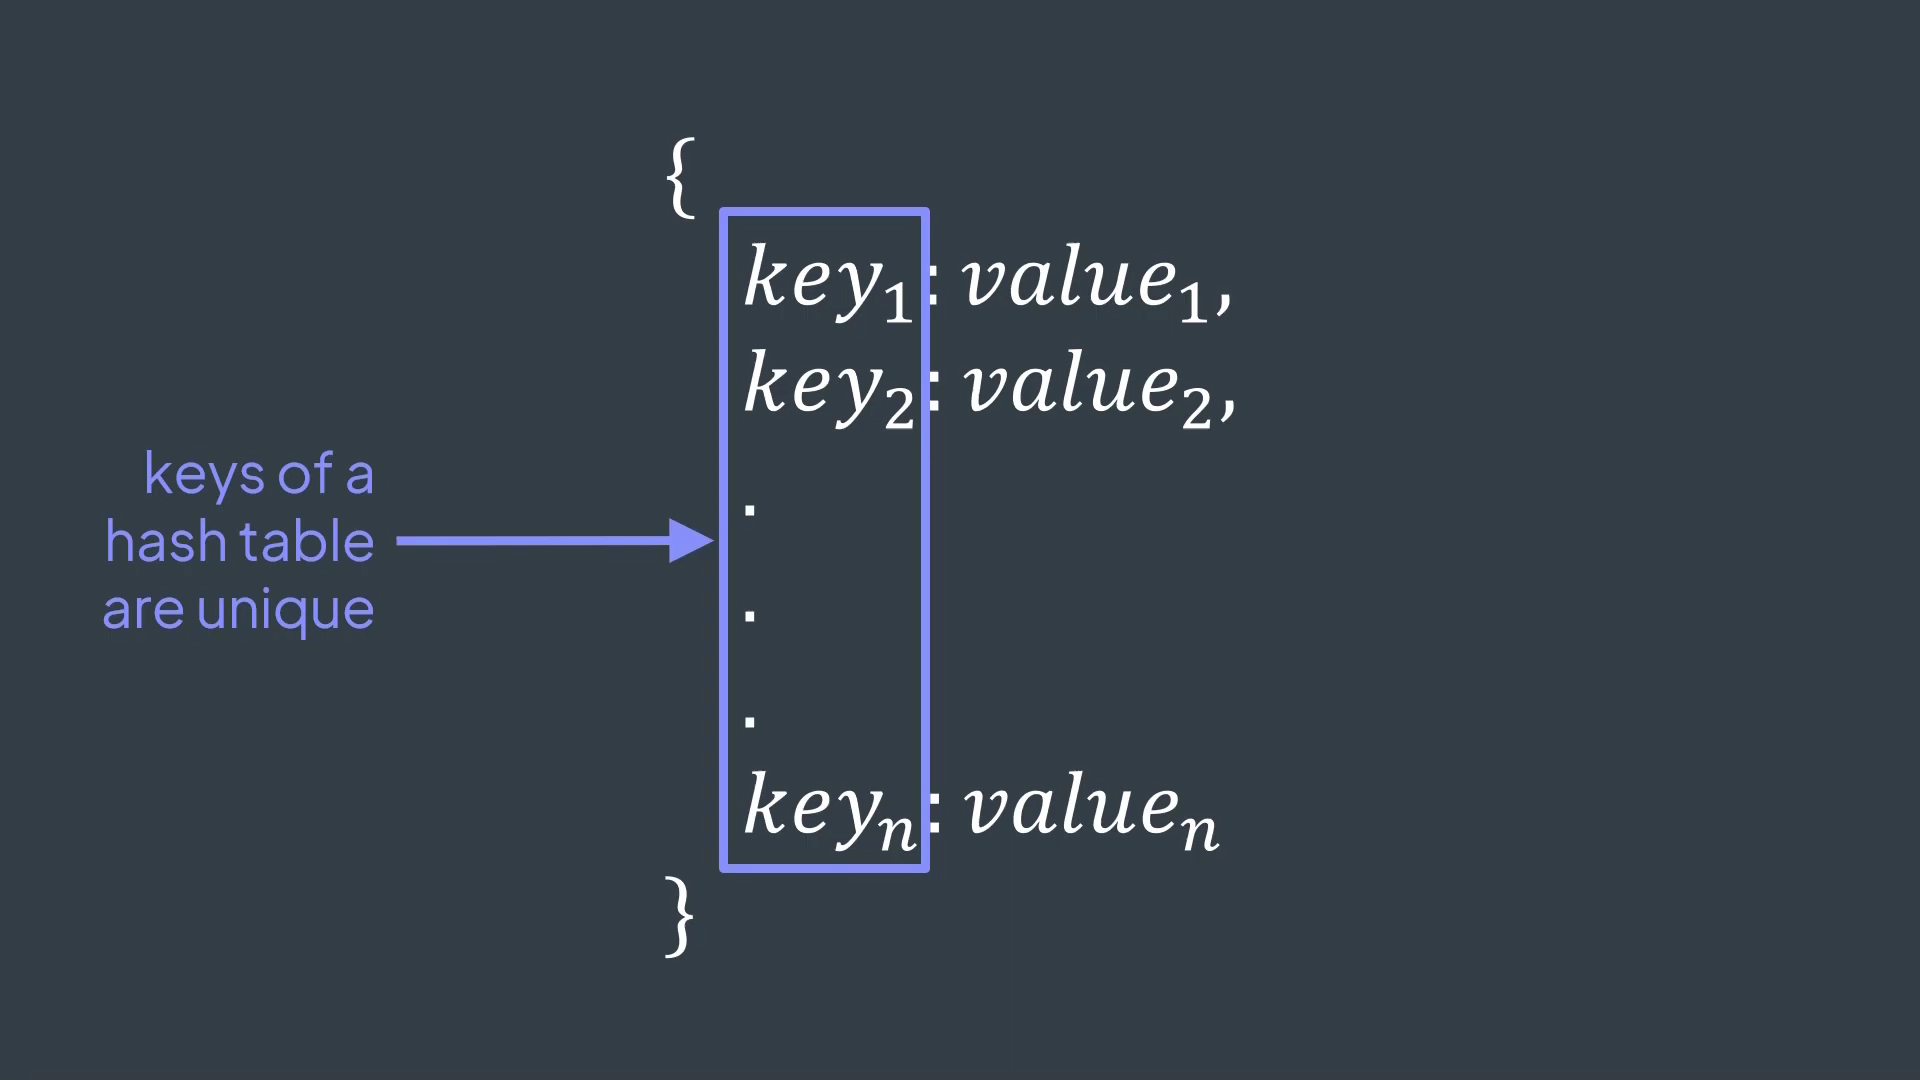 {
key₁: value₁,
key₂: value₂,
keys of a
hash table
are unique
.
.
.
keyₙ: valueₙ
}